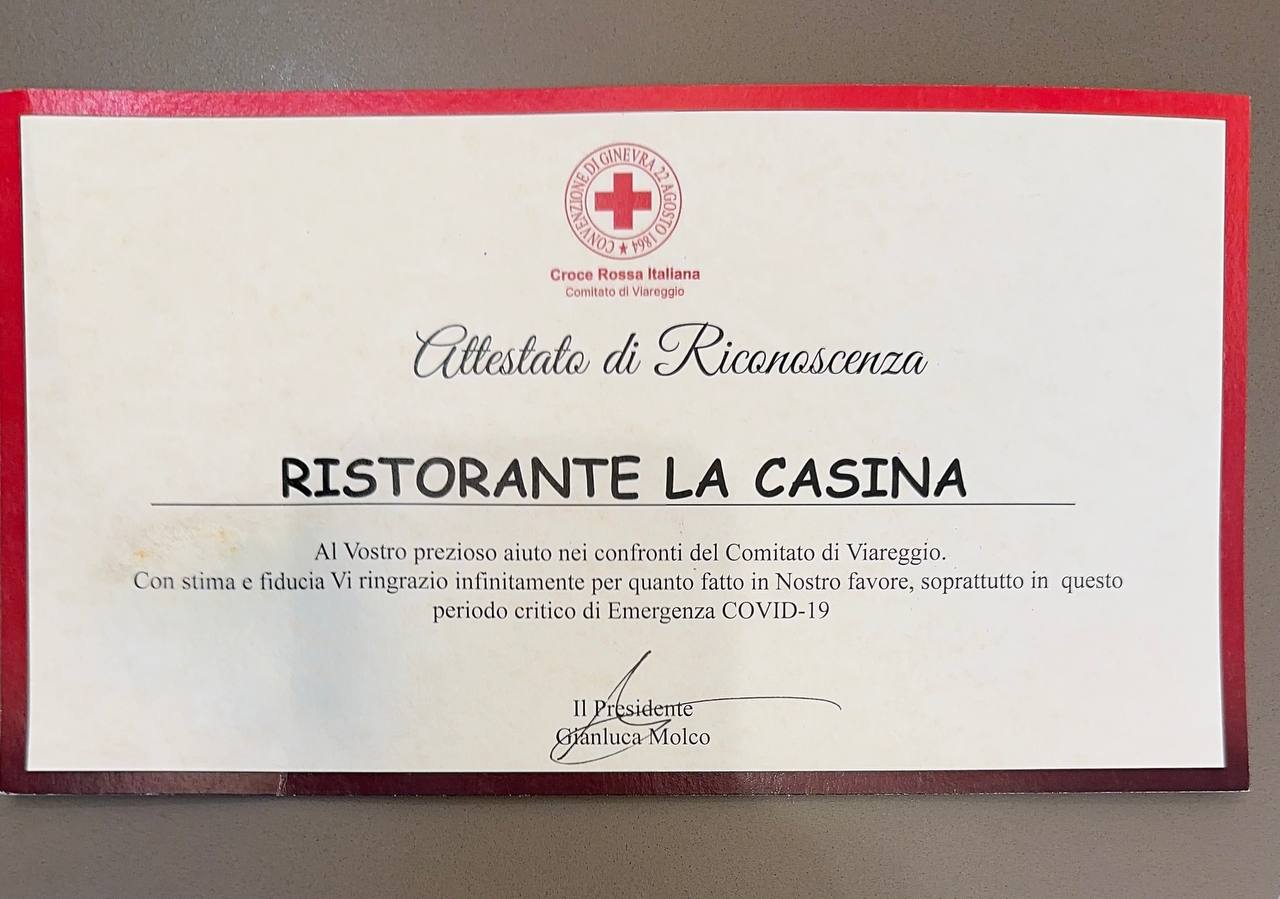 CONVENZIONE DI GINEVRA 22 AGOSTO 1864
Croce Rossa Italiana
Comitato di Viareggio
Attestato di Riconoscenza
RISTORANTE LA CASINA
Al Vostro prezioso aiuto nei confronti del Comitato di Viareggio.
Con stima e fiducia Vi ringrazio infinitamente per quanto fatto in Nostro favore, soprattutto in questo
periodo critico di Emergenza COVID-19
Il Presidente
Gianluca Molco